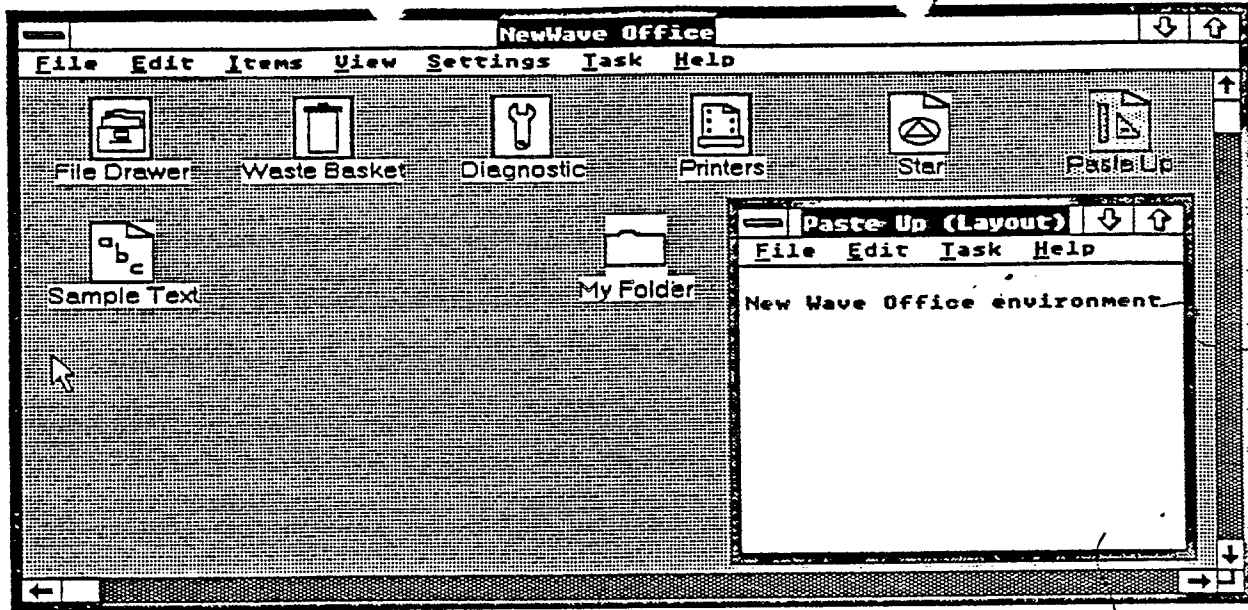 NewWave Office
File Edit Items View Settings Task Help
File Drawer Waste Basket Diagnostic Printers Star Paste Up
Paste Up (Layout)
File Edit Task Help
New Wave Office environment
Sample Text My Folder